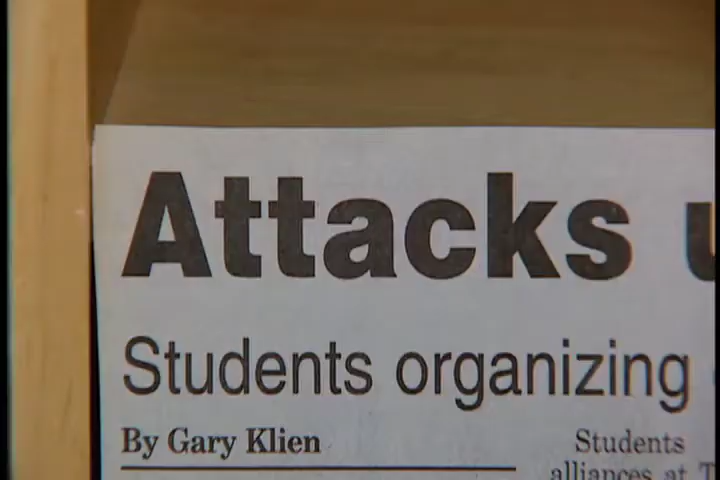 Attacks
Students organizing
By Gary Klien
Students
alliances at